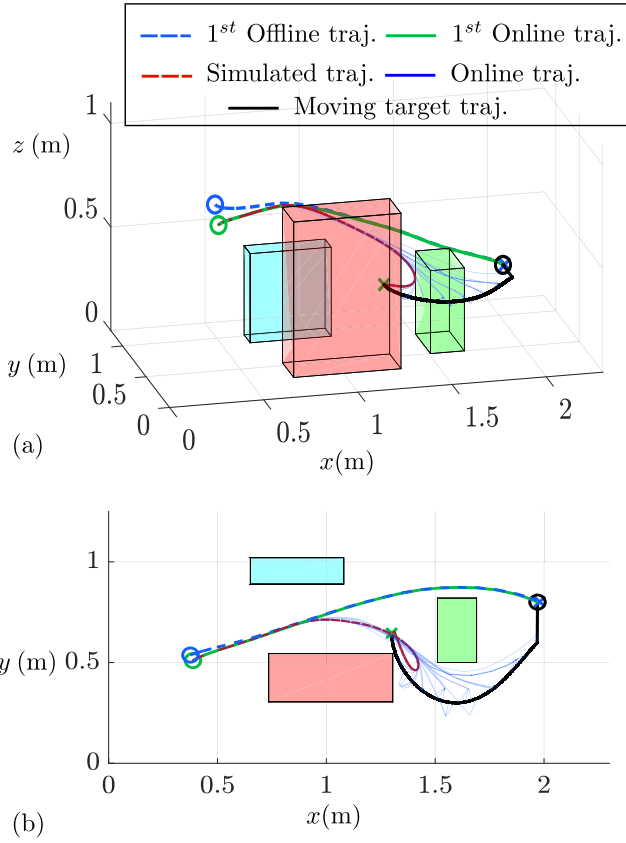 1st Offline traj. 1st Online traj.
Simulated traj. Online traj.
Moving target traj.
1
z (m)
0.5
0
y (m) 1
0.5
0
0 0.5 1 1.5 2
x(m)
(a)
1
y (m) 0.5
0
0 0.5 1 1.5 2
x(m)
(b)